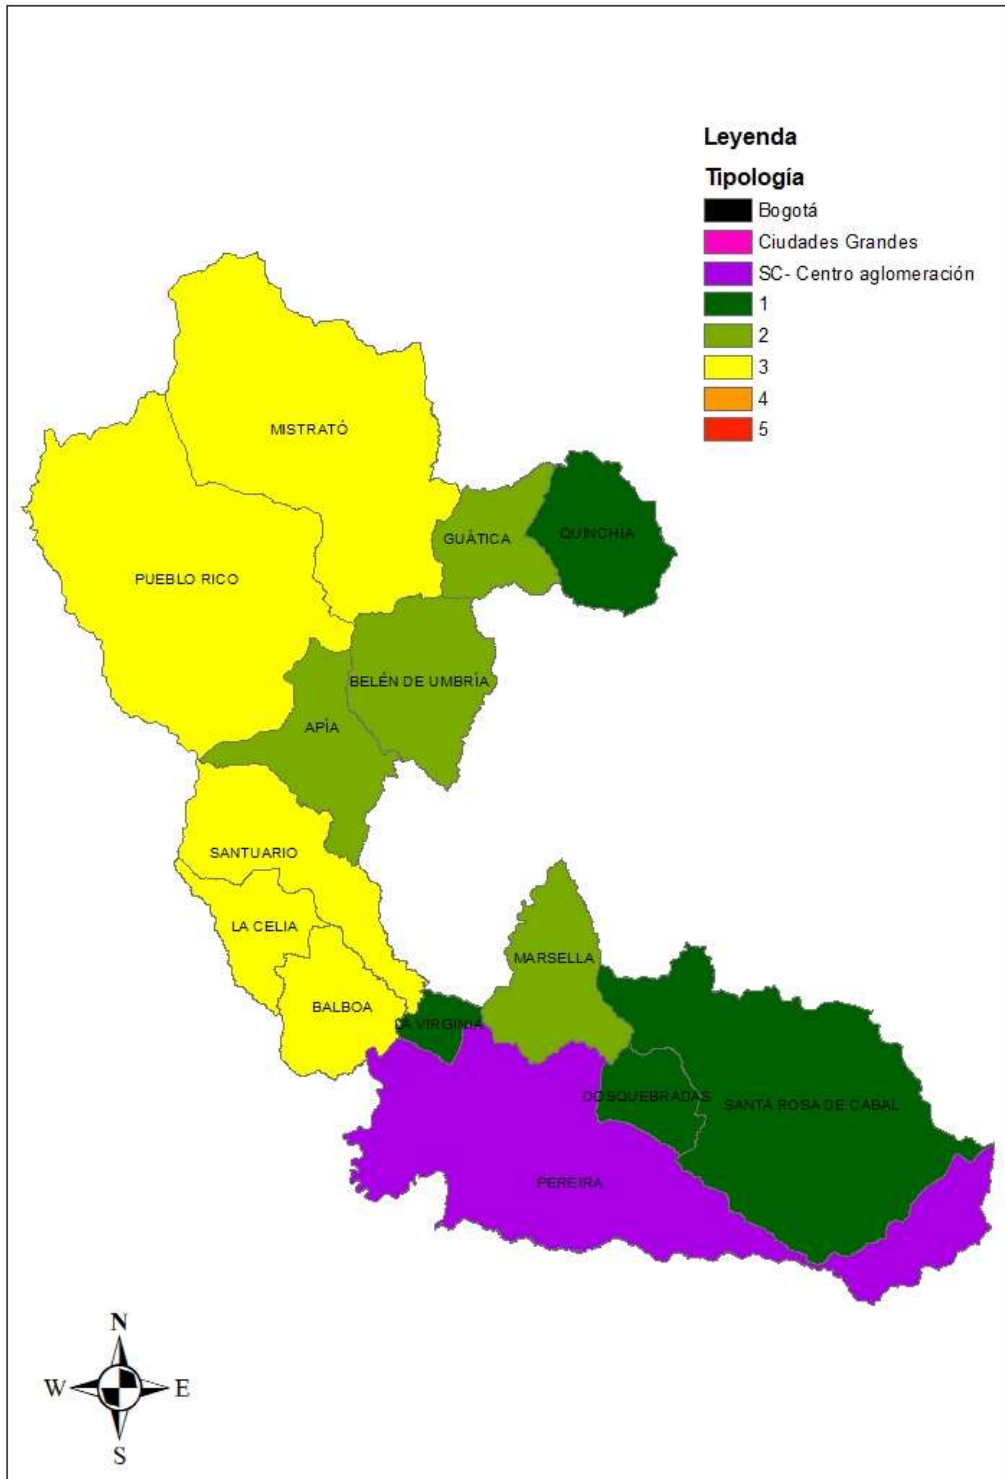 Leyenda
Tipología
Bogotá
Ciudades Grandes
SC- Centro aglomeración
1
2
3
4
5
MISTRATÓ
GUÁTICA
QUINCHÍA
PUEBLO RICO
BELÉN DE UMBRÍA
APÍA
SANTUARIO
LA CELIA
MARSELLA
BALBOA
LA VIRGINIA
DOSQUEBRADAS
SANTA ROSA DE CABAL
PEREIRA
N
W E
S